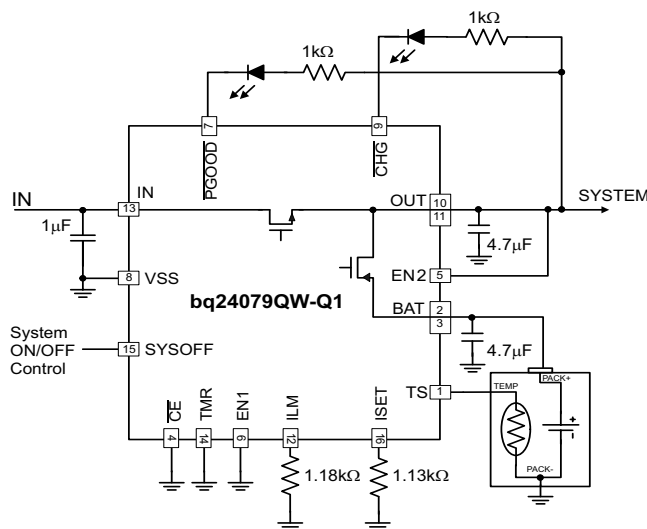 1kΩ
1kΩ
7
9
PGOOD
CHG
IN
IN
13
OUT
10
11
SYSTEM
1μF
4.7μF
8
VSS
EN2
5
bq24079QW-Q1
BAT
2
3
System
ON/OFF
Control
15
SYSOFF
4.7μF
TS
1
TEMP
PACK+
+
-
PACK-
CE
TMR
EN1
ILM
ISET
4
14
6
12
16
1.18kΩ
1.13kΩ